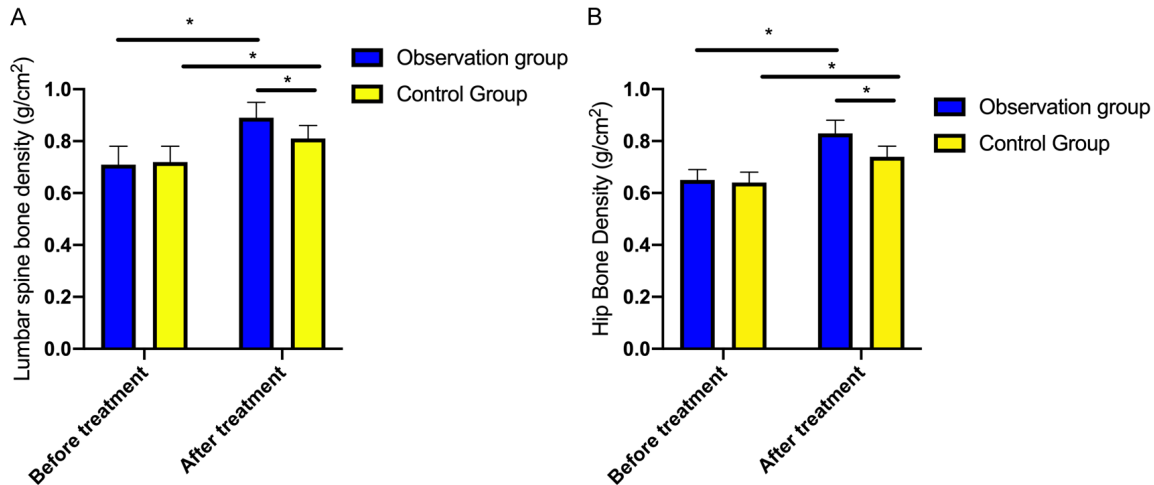 A
*
*
*
Lumbar spine bone density (g/cm²)
1.0
0.8
0.6
0.4
0.2
0.0
Before treatment
After treatment
Observation group
Control Group
B
*
*
*
Hip Bone Density (g/cm²)
1.0
0.8
0.6
0.4
0.2
0.0
Before treatment
After treatment
Observation group
Control Group